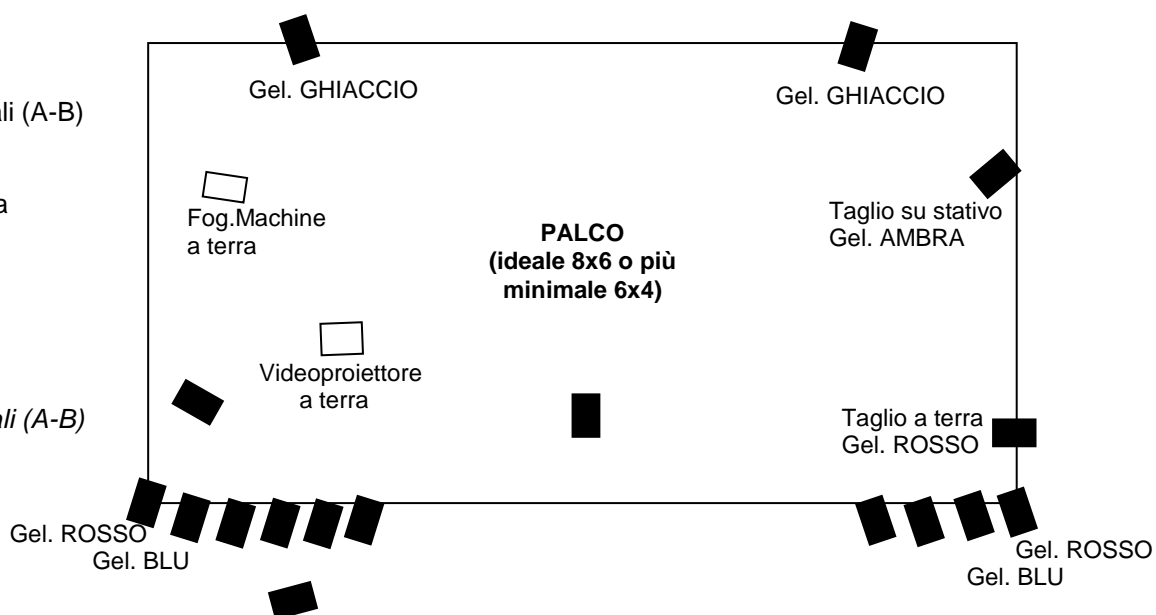 Gel. GHIACCIO
Gel. GHIACCIO
ali (A-B)
a
Fog.Machine
a terra
Taglio su stativo
Gel. AMBRA
PALCO
(ideale 8x6 o più
minimale 6x4)
Videoproiettore
a terra
ali (A-B)
Taglio a terra
Gel. ROSSO
Gel. ROSSO
Gel. BLU
Gel. ROSSO
Gel. BLU